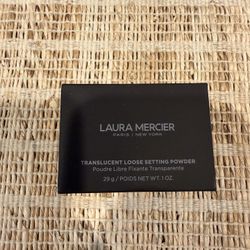 LAURA MERCIER
PARIS | NEW YORK
TRANSLUCENT LOOSE SETTING POWDER
Poudre Libre Fixante Transparente
29 g / POIDS NET WT. 1 OZ.